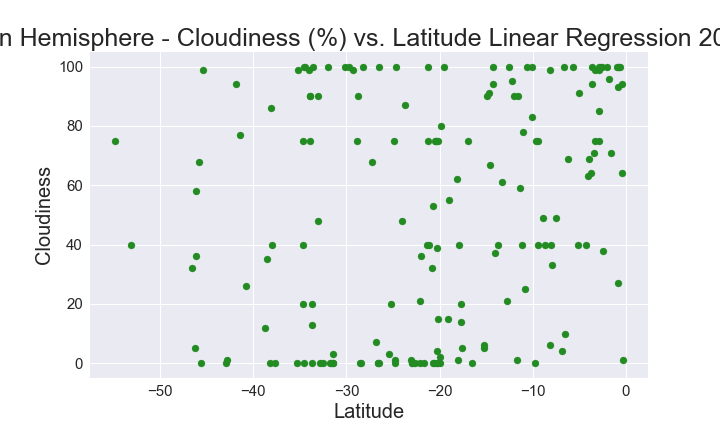 n Hemisphere - Cloudiness (%) vs. Latitude Linear Regression 20
100
80
60
40
20
0
Cloudiness
−50 −40 −30 −20 −10 0
Latitude